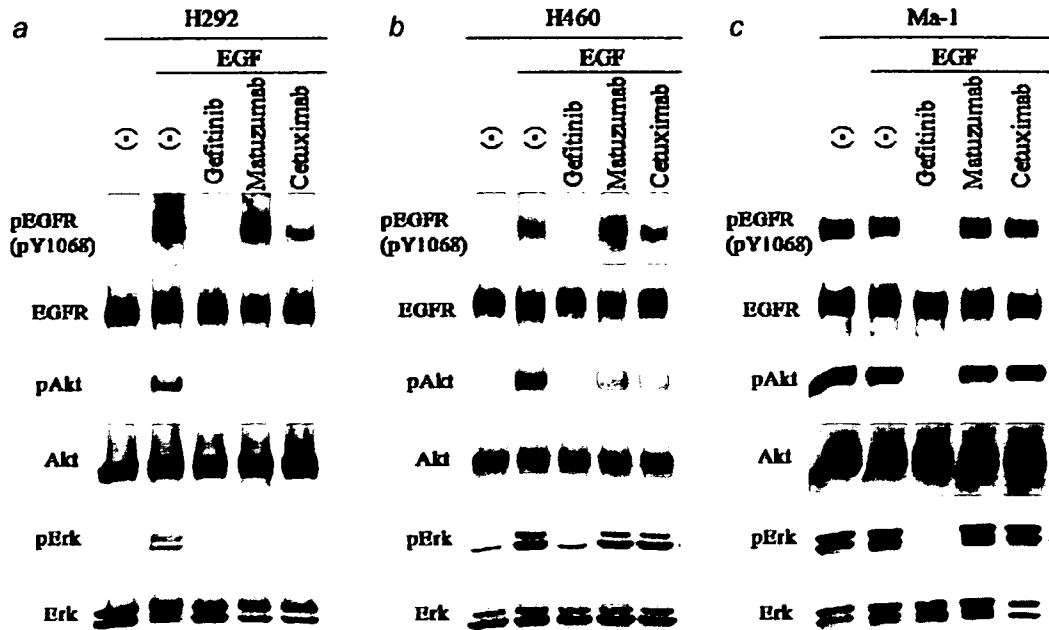 a
H292
EGF
(-)
(-)
Gefitinib
Matuzumab
Cetuximab
pEGFR
(pY1068)
EGFR
pAkt
Akt
pErk
Erk
b
H460
EGF
(-)
(-)
Gefitinib
Matuzumab
Cetuximab
pEGFR
(pY1068)
EGFR
pAkt
Akt
pErk
Erk
c
Ma-1
EGF
(-)
(-)
Gefitinib
Matuzumab
Cetuximab
pEGFR
(pY1068)
EGFR
pAkt
Akt
pErk
Erk